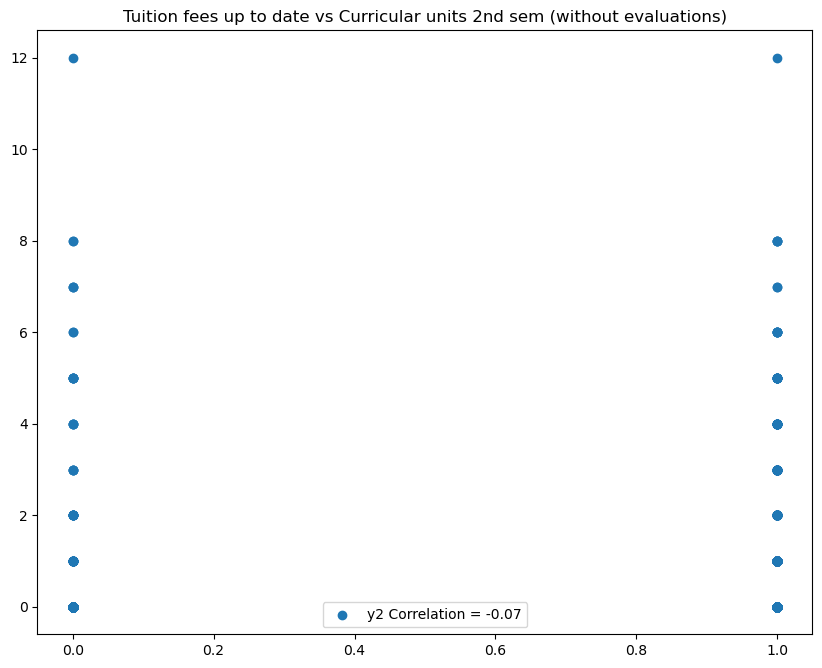 Tuition fees up to date vs Curricular units 2nd sem (without evaluations)
12
10
8
6
4
2
0
y2 Correlation = -0.07
0.0 0.2 0.4 0.6 0.8 1.0